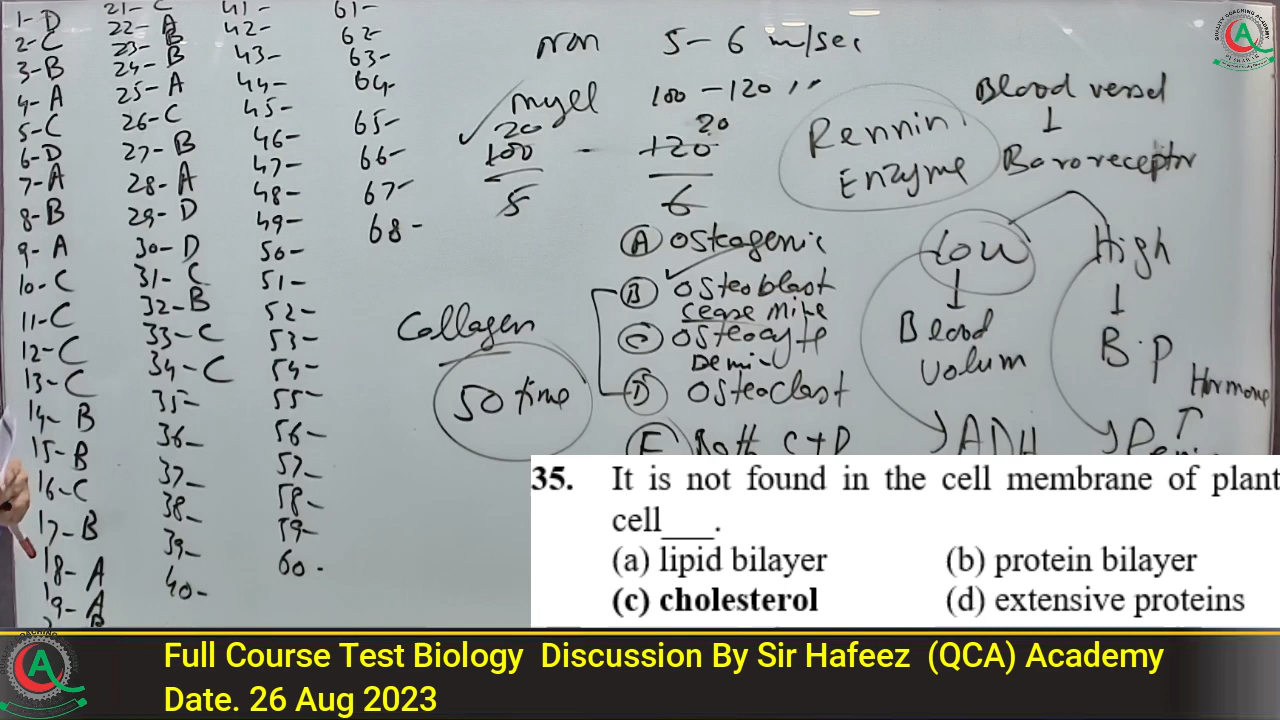 1-D
2-C
3-B
4-A
5-C
6-D
7-A
8-B
9-A
10-C
11-C
12-C
13-C
14-B
15-B
16-C
17-B
18-A
19-A
21-C
22-A
23-B
24-B
25-A
26-C
27-B
28-A
29-D
30-D
31-C
32-B
33-C
34-C
35-
36-
37-
38-
39-
40-
41-
42-
43-
44-
45-
46-
47-
48-
49-
50-
51-
52-
53-
54-
55-
56-
57-
58-
59-
60-
61-
62-
63-
64-
65-
66-
67-
68-
non 5-6 m/sec
myel 100-120 ''
20
100
5
-
20
120
6
Collagen
50 time
A Osteogenic
B Osteoblast
C Osteocyte
D Osteoclast
Both C+D
Rennin
Enzyme
Blood vessel
Baroreceptor
Low
Blood
Volum
ADH
High
B.P
Hormone
35. It is not found in the cell membrane of plant
cell___.
(a) lipid bilayer (b) protein bilayer
(c) cholesterol (d) extensive proteins
QUALITY COACHING ACADEMY
Full Course Test Biology Discussion By Sir Hafeez (QCA) Academy
Date. 26 Aug 2023